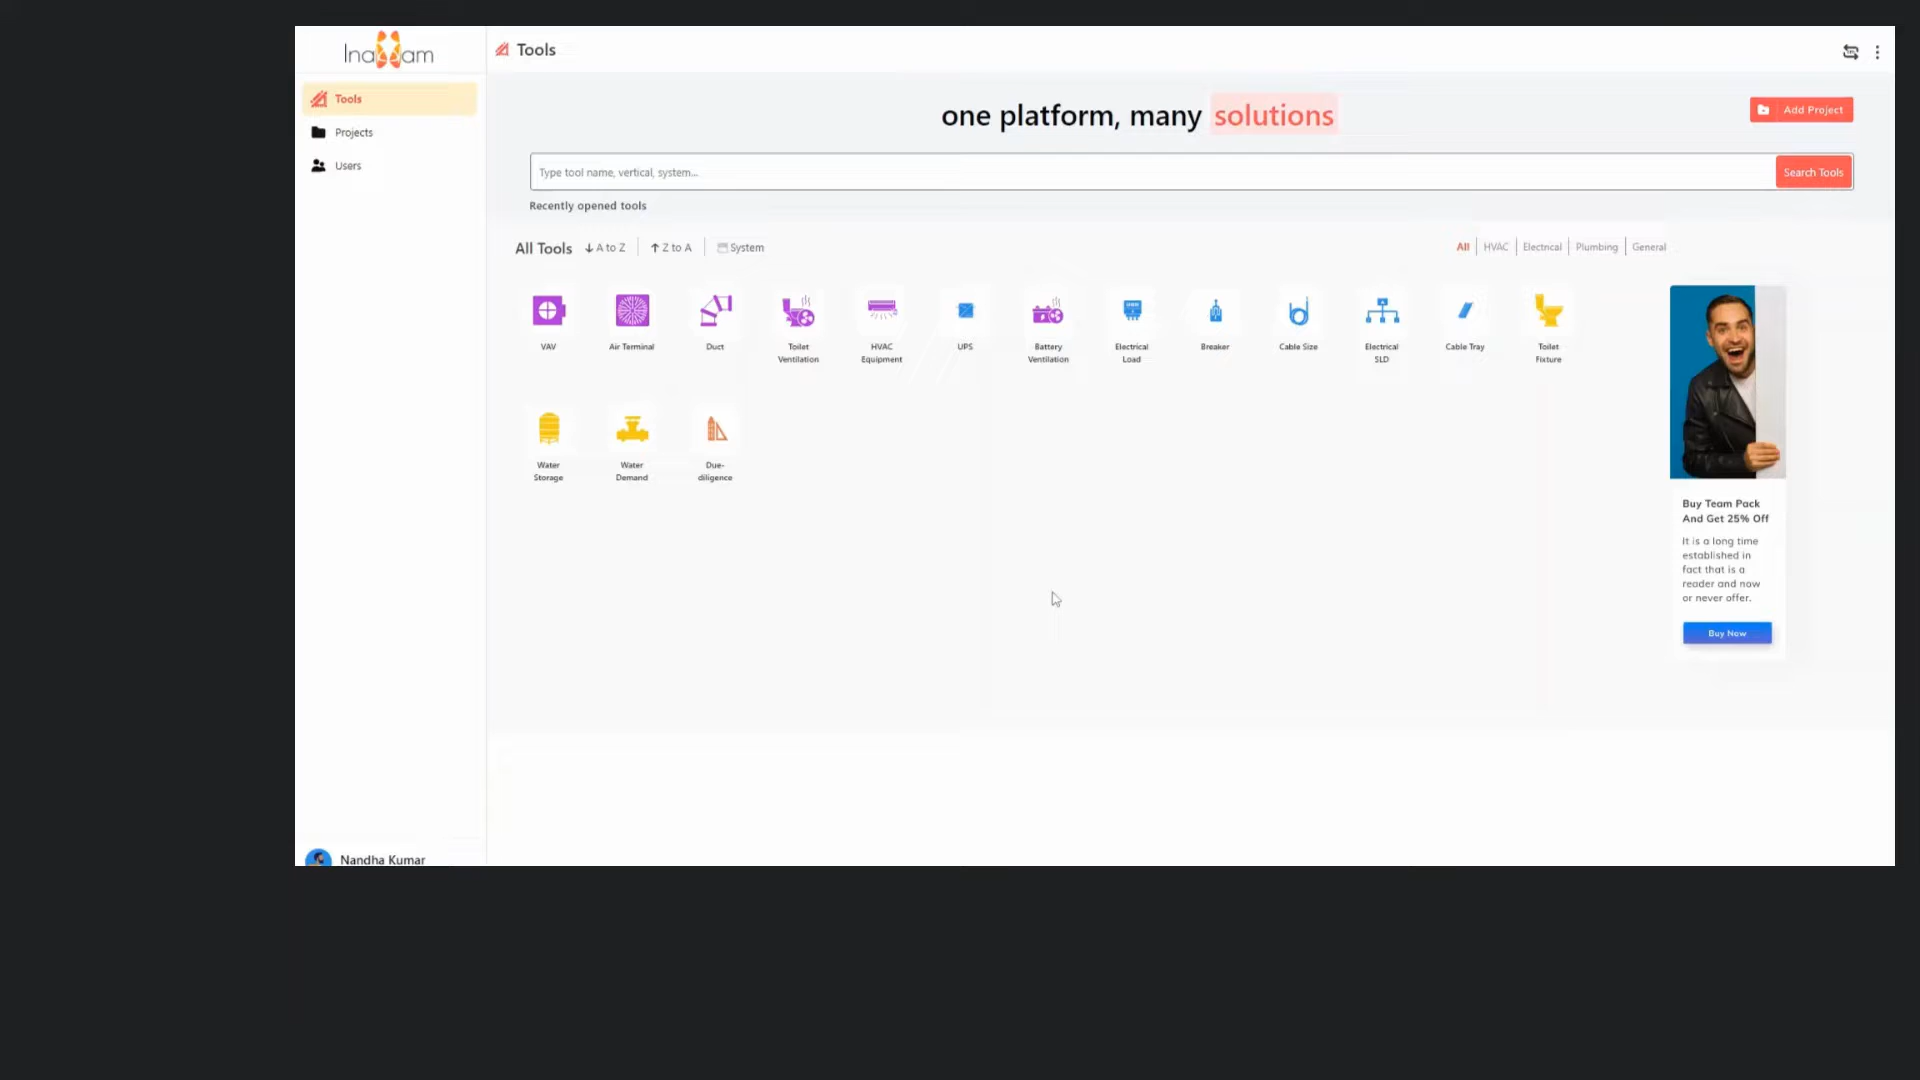 Tools
Tools
Projects
Users
one platform, many solutions
Add Project
Type tool name, vertical, system...
Search Tools
Recently opened tools
All Tools
A to Z
Z to A
System
All
HVAC
Electrical
Plumbing
General
VAV
Air Terminal
Duct
Toilet
Ventilation
HVAC
Equipment
UPS
Battery
Ventilation
Electrical
Load
Breaker
Cable Size
Electrical
SLD
Cable Tray
Toilet
Fixture
Water
Storage
Water
Demand
Due-
diligence
Buy Team Pack
And Get 25% Off
It is a long time
established in
fact that is a
reader and now
or never offer.
Buy Now
Nandha Kumar